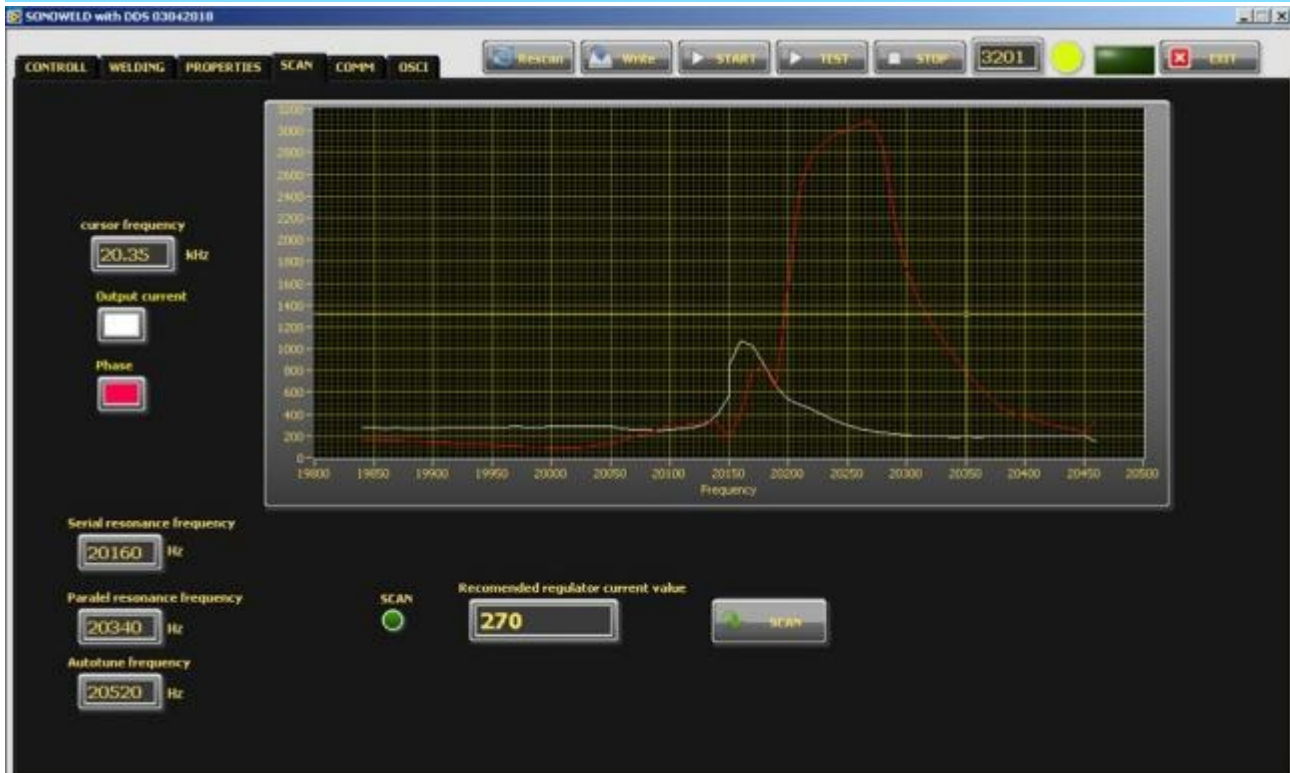 SONOWELD with DDS 03042010
CONTROLL WELDING PROPERTIES SCAN COMM OSCI
Rescan Write START TEST STOP 3201 EXIT
3200
3000
2800
2600
2400
2200
2000
1800
1600
1400
1200
1000
800
600
400
200
0
19800 19850 19900 19950 20000 20050 20100 20150 20200 20250 20300 20350 20400 20450 20500
Frequency
cursor frequency
20.35 kHz
Output current
Phase
Serial resonance frequency
20160 Hz
Paralel resonance frequency
20340 Hz
Autotune frequency
20520 Hz
SCAN
Recomended regulator current value
270
SCAN